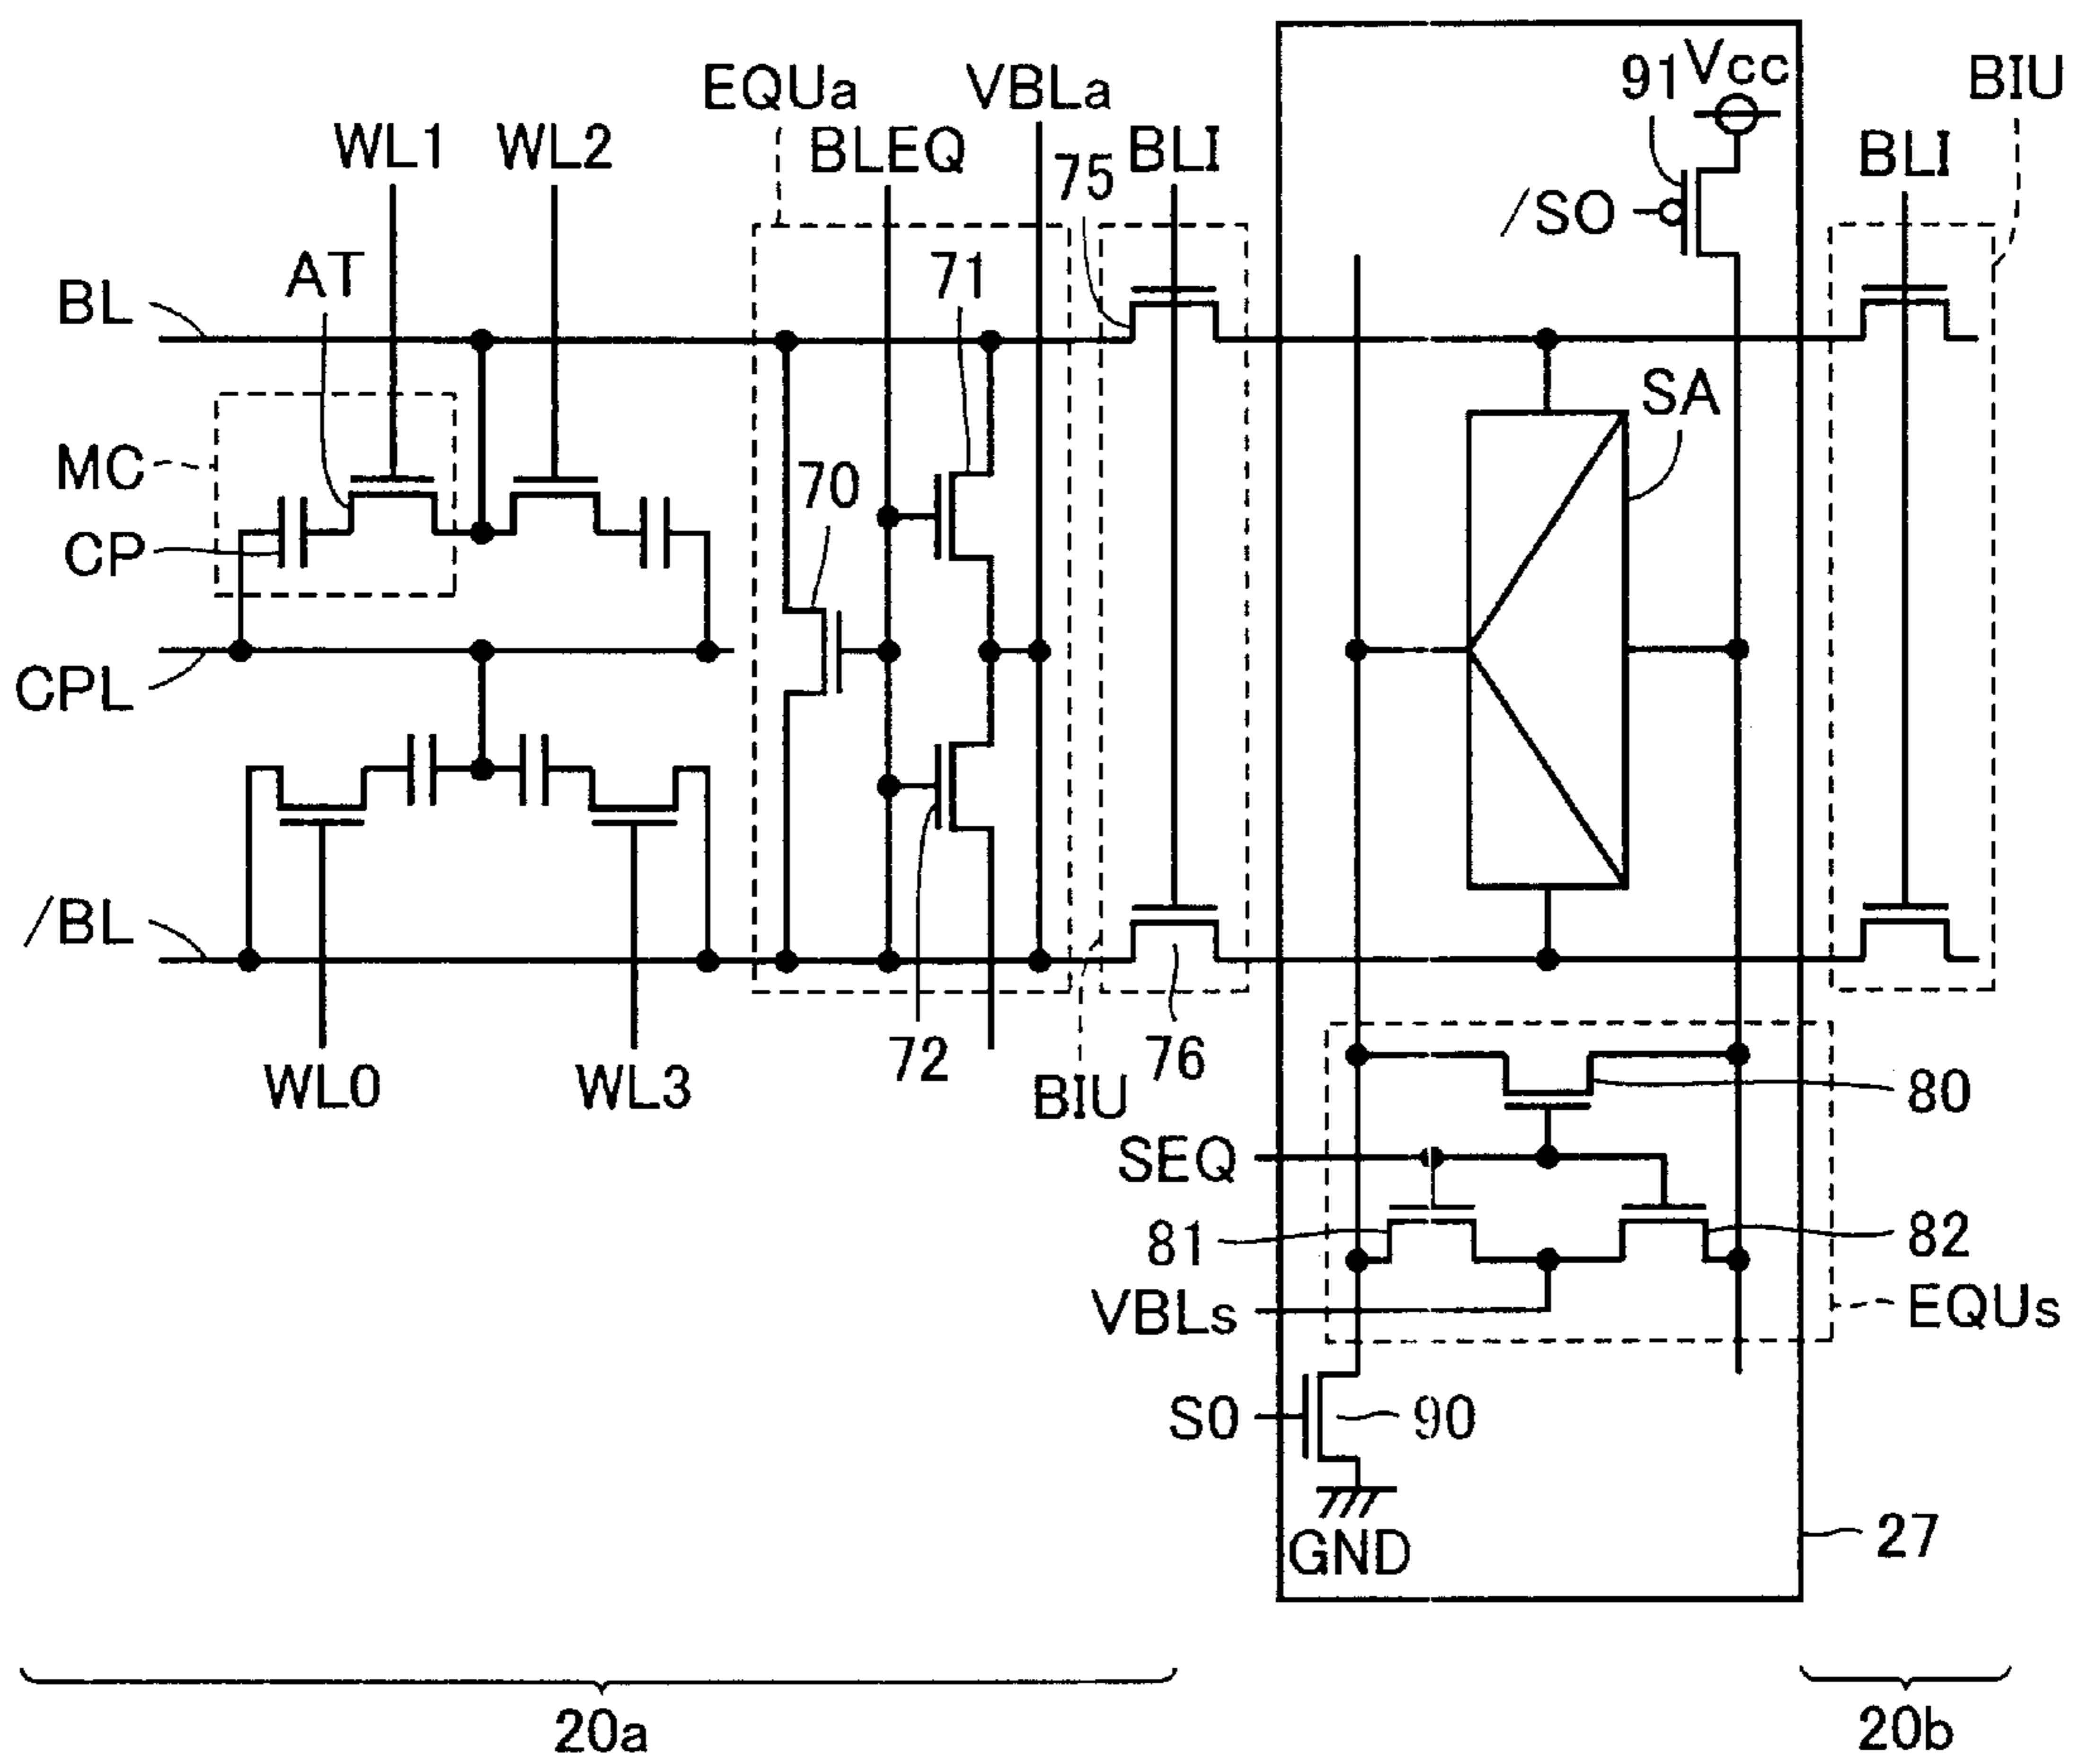 91 Vcc
BIU
EQUa
VBLa
WL1
WL2
BLEQ
75
BLI
BLI
/SO
AT
71
BL
SA
MC
70
CP
CPL
/BL
72
76
WL0
WL3
BIU
80
SEQ
81
82
VBLs
EQUs
S0
90
GND
27
20a
20b